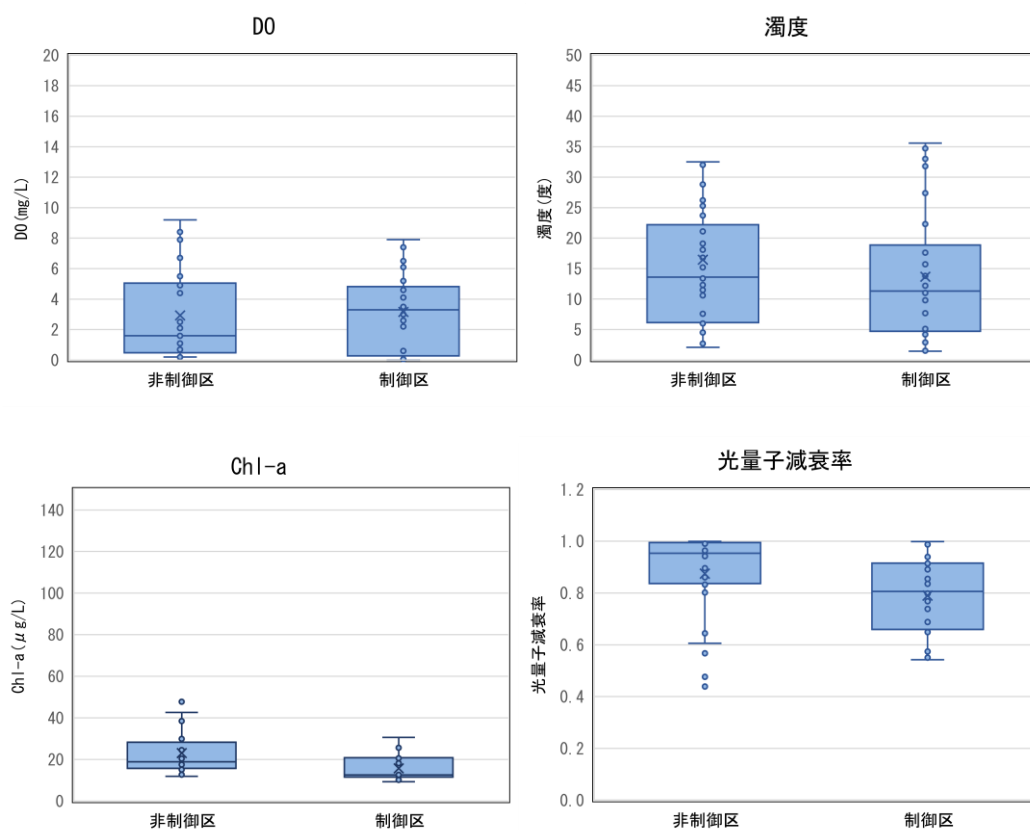 DO
20
18
16
14
12
10
8
6
4
2
0
DO(mg/L)
非制御区
制御区
濁度
50
45
40
35
30
25
20
15
10
5
0
濁度(度)
非制御区
制御区
Chl-a
140
120
100
80
60
40
20
0
Chl-a(μg/L)
非制御区
制御区
光量子減衰率
1.2
1.0
0.8
0.6
0.4
0.2
0.0
光量子減衰率
非制御区
制御区